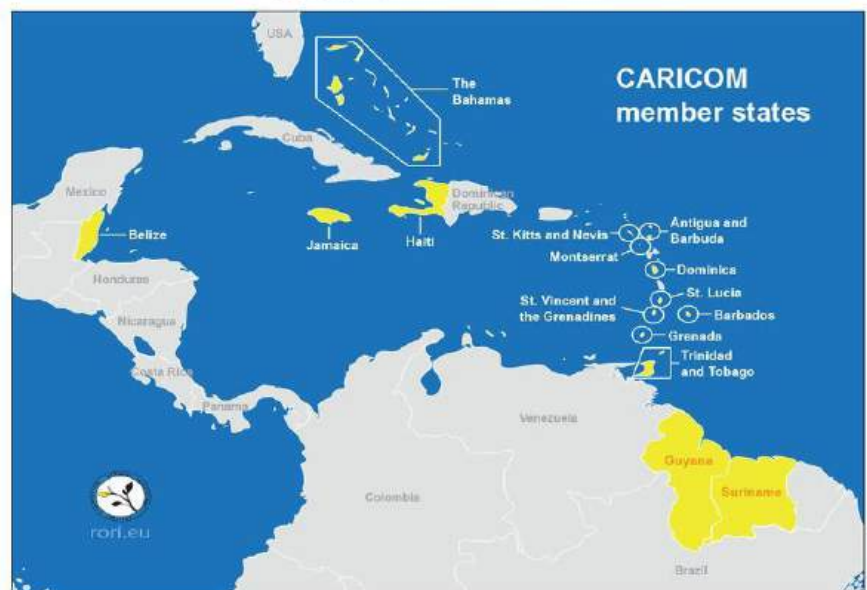 USA
The
Bahamas
CARICOM
member states
Cuba
Mexico
Dominican
Republic
Belize
Jamaica
Haiti
St. Kitts and Nevis
Antigua and
Barbuda
Montserrat
Dominica
Honduras
St. Lucia
St. Vincent and
the Grenadines
Barbados
Nicaragua
Grenada
Costa Rica
Trinidad
and Tobago
Panama
Venezuela
Guyana
Colombia
Suriname
rori.eu
Brazil